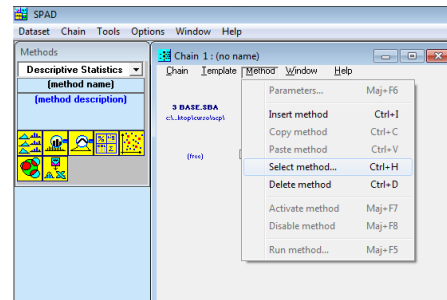 SPAD
Dataset Chain Tools Options Window Help
Methods
Descriptive Statistics
(method name)
(method description)
Chain 1 : (no name)
Chain Template Method Window Help
3 BASE.SBA
c:\...ktop\curso\scp\
(free)
Parameters... Maj+F6
Insert method Ctrl+I
Copy method Ctrl+C
Paste method Ctrl+V
Select method... Ctrl+H
Delete method Ctrl+D
Activate method Maj+F7
Disable method Maj+F8
Run method... Maj+F5